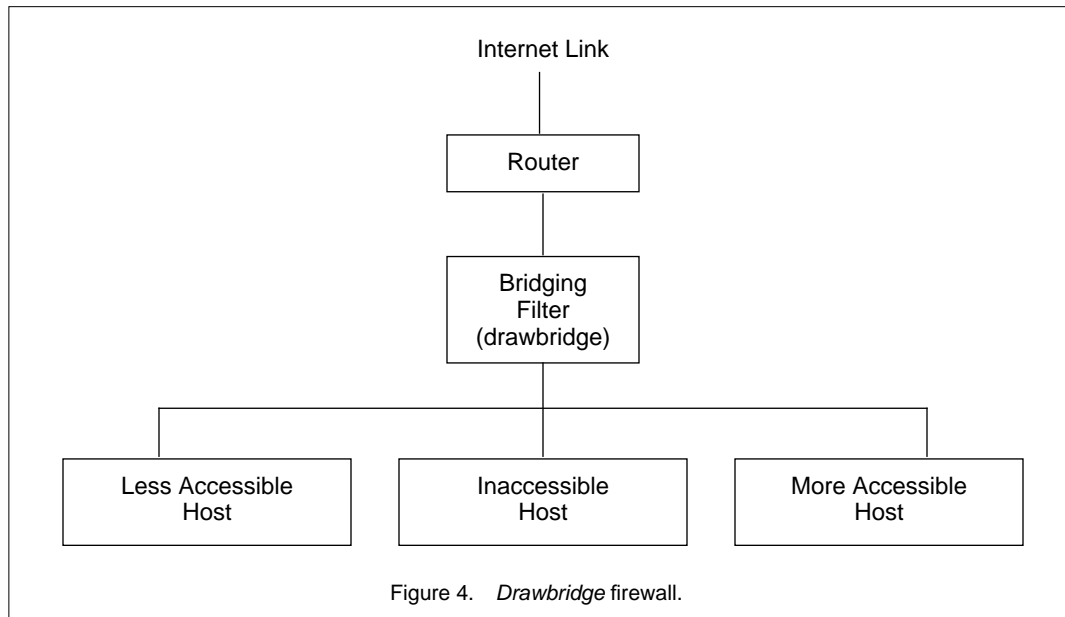 Internet Link
Router
Bridging
Filter
(drawbridge)
Less Accessible
Host
Inaccessible
Host
More Accessible
Host
Figure 4. Drawbridge firewall.